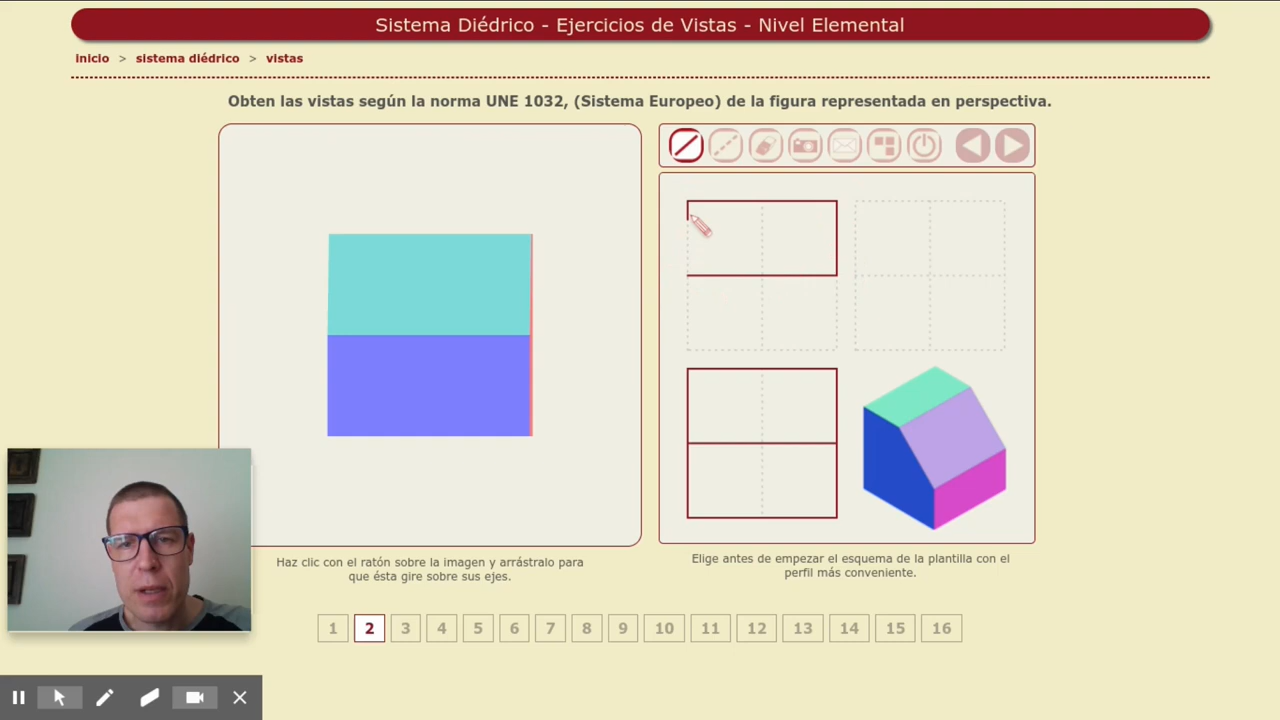 Sistema Diédrico - Ejercicios de Vistas - Nivel Elemental
inicio > sistema diédrico > vistas
Obten las vistas según la norma UNE 1032, (Sistema Europeo) de la figura representada en perspectiva.
Haz clic con el ratón sobre la imagen y arrástralo para
que ésta gire sobre sus ejes.
Elige antes de empezar el esquema de la plantilla con el
perfil más conveniente.
1 2 3 4 5 6 7 8 9 10 11 12 13 14 15 16